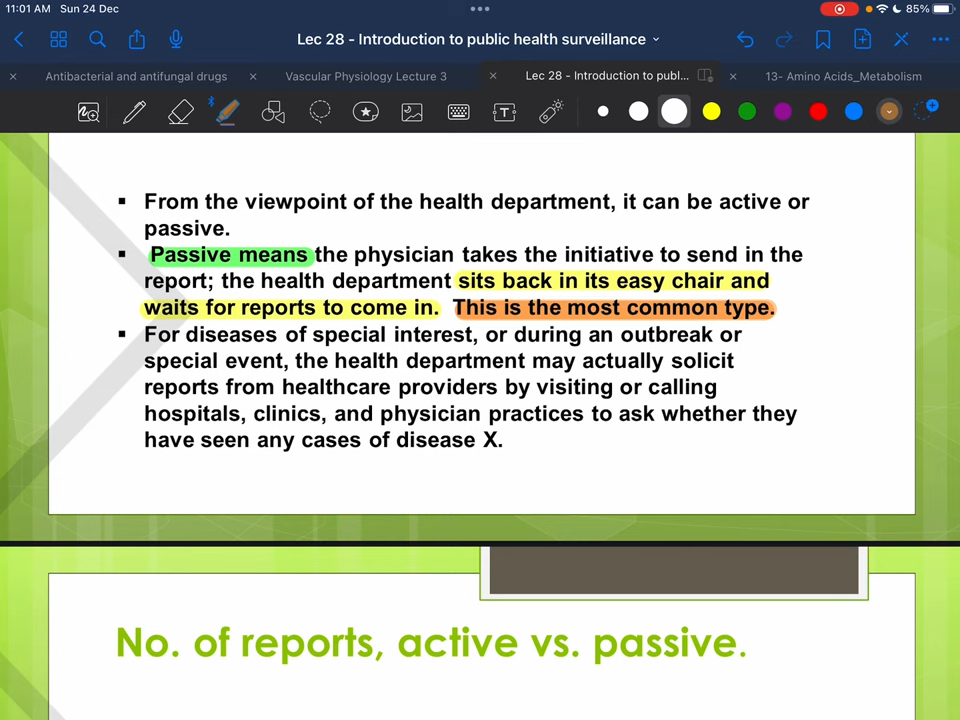 11:01 AM Sun 24 Dec
85%
Lec 28 - Introduction to public health surveillance
Antibacterial and antifungal drugs
Vascular Physiology Lecture 3
Lec 28 - Introduction to publ...
13- Amino Acids_Metabolism
▪ From the viewpoint of the health department, it can be active or
passive.
▪ Passive means the physician takes the initiative to send in the
report; the health department sits back in its easy chair and
waits for reports to come in. This is the most common type.
▪ For diseases of special interest, or during an outbreak or
special event, the health department may actually solicit
reports from healthcare providers by visiting or calling
hospitals, clinics, and physician practices to ask whether they
have seen any cases of disease X.
No. of reports, active vs. passive.